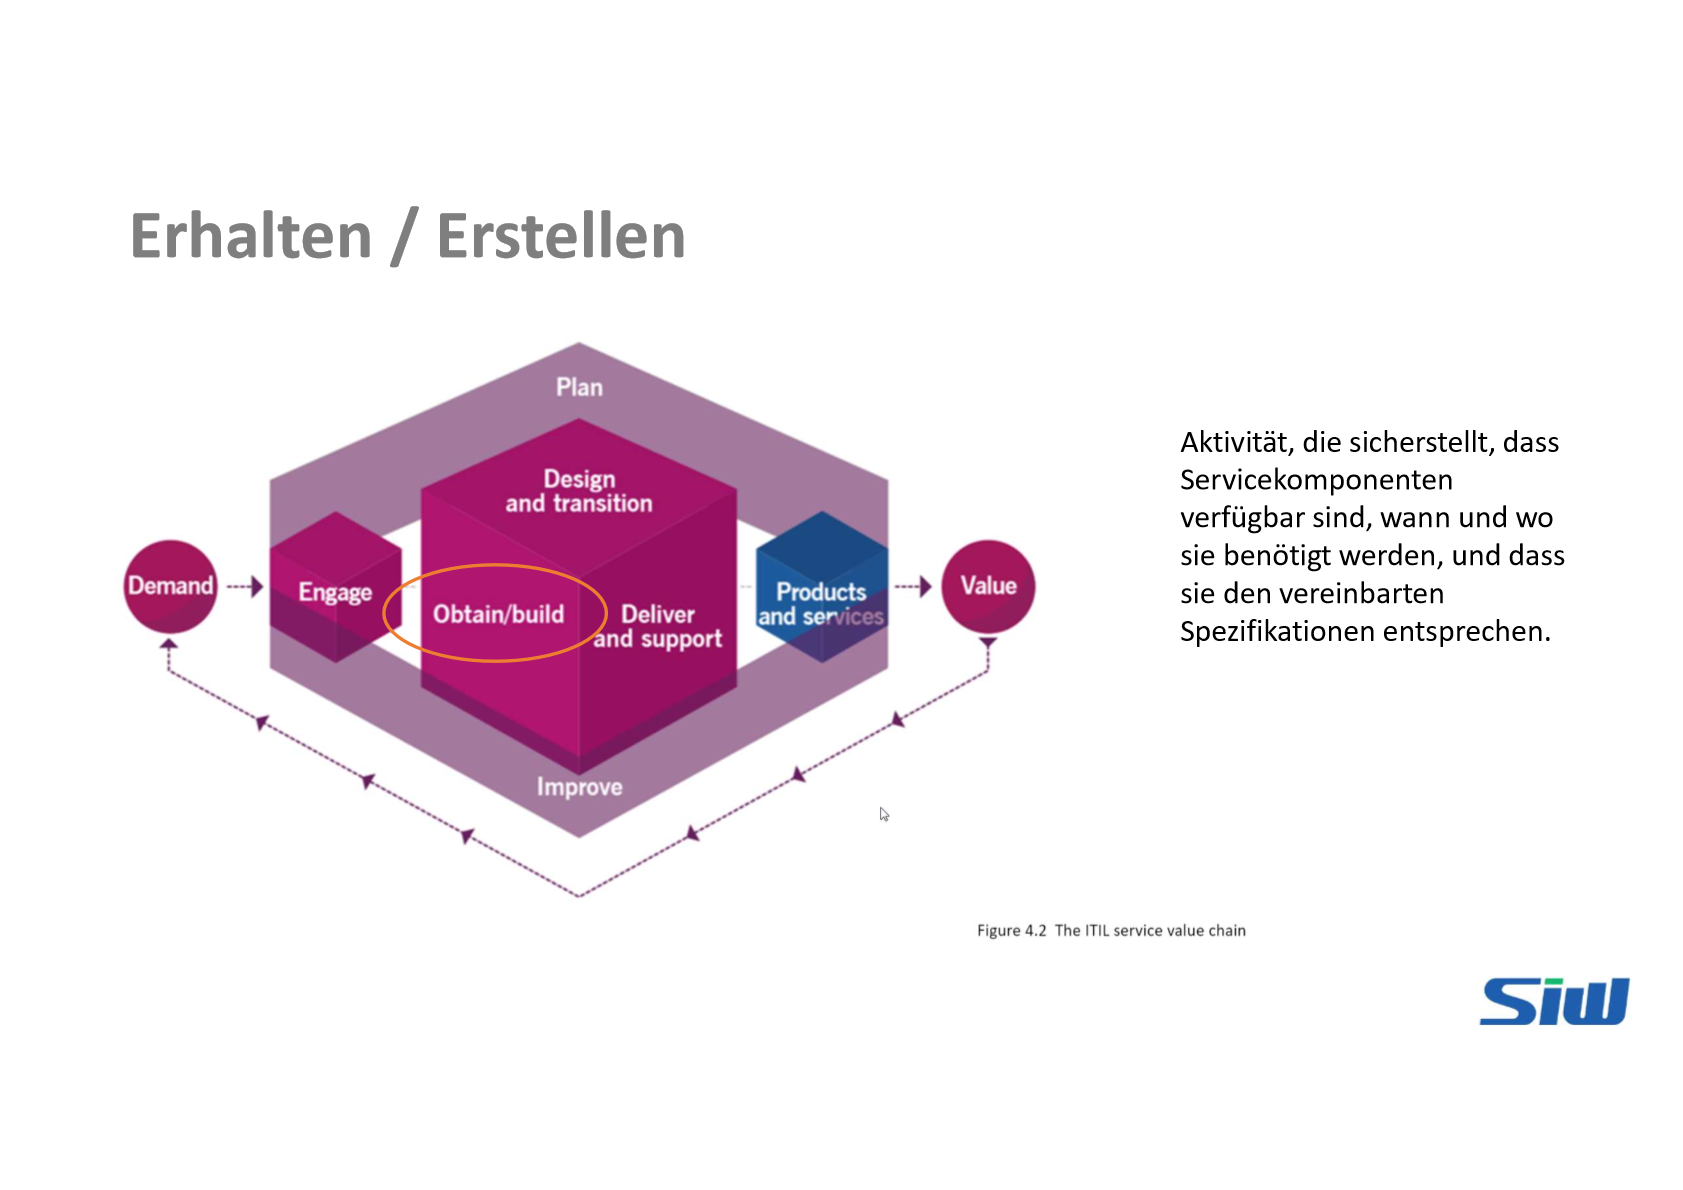 Erhalten / Erstellen
Plan
Design
and transition
Demand
Engage
Obtain/build
Deliver
and support
Products
and services
Value
Improve
Aktivität, die sicherstellt, dass
Servicekomponenten
verfügbar sind, wann und wo
sie benötigt werden, und dass
sie den vereinbarten
Spezifikationen entsprechen.
Figure 4.2 The ITIL service value chain
Siw